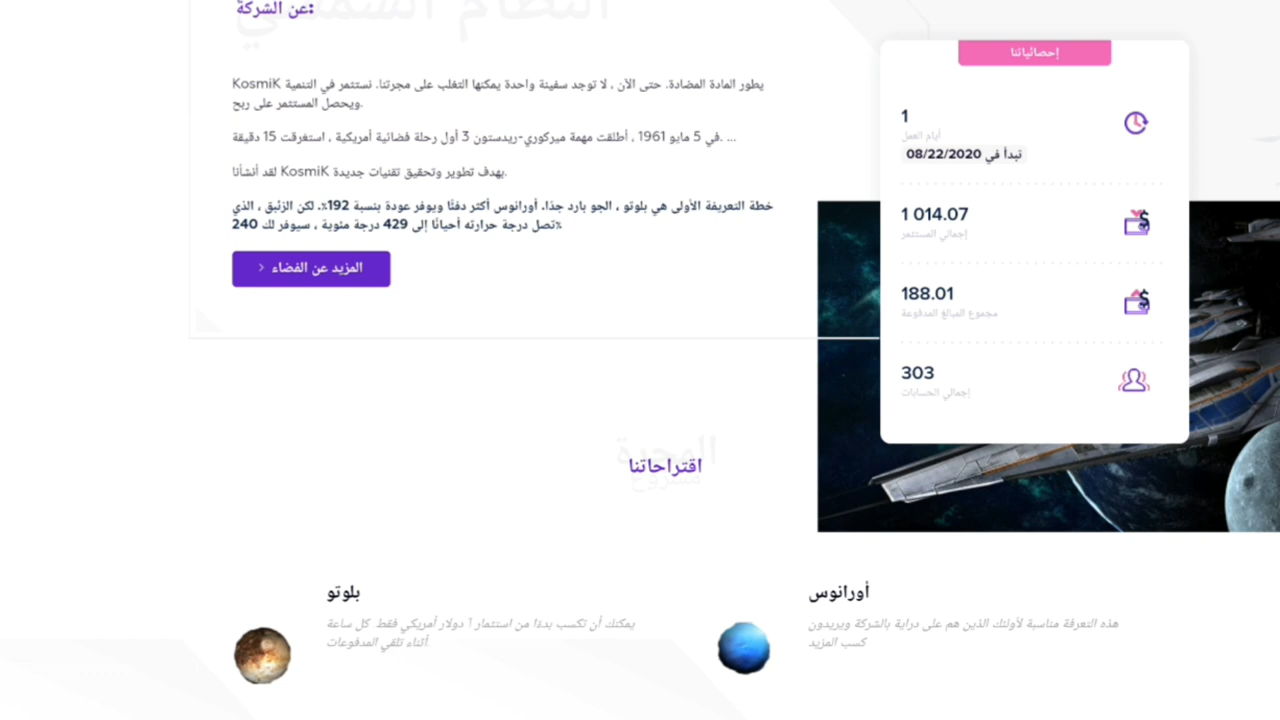 النظام الشمسي
عن الشركة:
يطور المادة المضادة. حتى الآن ، لا توجد سفينة واحدة يمكنها التغلب على مجرتنا. نستثمر في التنمية KosmiK
ويحصل المستثمر على ربح.
في 5 مايو 1961 ، أطلقت مهمة ميركوري-ريدستون 3 أول رحلة فضائية أمريكية ، استغرقت 15 دقيقة. ...
بهدف تطوير وتحقيق تقنيات جديدة KosmiK لقد أنشأنا.
خطة التعريفة الأولى هي بلوتو ، الجو بارد جدًا. أورانوس أكثر دفئًا ويوفر عودة بنسبة 192٪. لكن الزئبق ، الذي
تصل درجة حرارته أحيانًا إلى 429 درجة مئوية ، سيوفر لك 240٪
المزيد عن الفضاء
إحصائياتنا
1
أيام العمل
تبدأ في 08/22/2020
1 014.07
إجمالي المستثمر
188.01
مجموع المبالغ المدفوعة
303
إجمالي الحسابات
المجرة
اقتراحاتنا
مشروع
بلوتو
يمكنك أن تكسب بدءًا من استثمار 1 دولار أمريكي فقط. كل ساعة
أثناء تلقي المدفوعات.
أورانوس
هذه التعرفة مناسبة لأولئك الذين هم على دراية بالشركة ويريدون
كسب المزيد